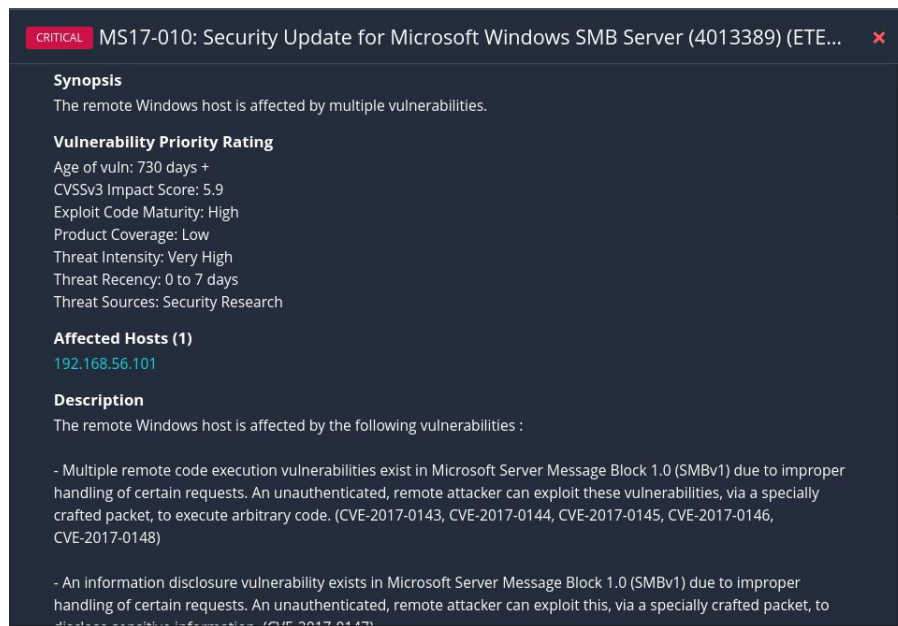 CRITICAL MS17-010: Security Update for Microsoft Windows SMB Server (4013389) (ETE...
Synopsis
The remote Windows host is affected by multiple vulnerabilities.
Vulnerability Priority Rating
Age of vuln: 730 days +
CVSSv3 Impact Score: 5.9
Exploit Code Maturity: High
Product Coverage: Low
Threat Intensity: Very High
Threat Recency: 0 to 7 days
Threat Sources: Security Research
Affected Hosts (1)
192.168.56.101
Description
The remote Windows host is affected by the following vulnerabilities :
- Multiple remote code execution vulnerabilities exist in Microsoft Server Message Block 1.0 (SMBv1) due to improper
handling of certain requests. An unauthenticated, remote attacker can exploit these vulnerabilities, via a specially
crafted packet, to execute arbitrary code. (CVE-2017-0143, CVE-2017-0144, CVE-2017-0145, CVE-2017-0146,
CVE-2017-0148)
- An information disclosure vulnerability exists in Microsoft Server Message Block 1.0 (SMBv1) due to improper
handling of certain requests. An unauthenticated, remote attacker can exploit this, via a specially crafted packet, to
disclose sensitive information. (CVE-2017-0147)